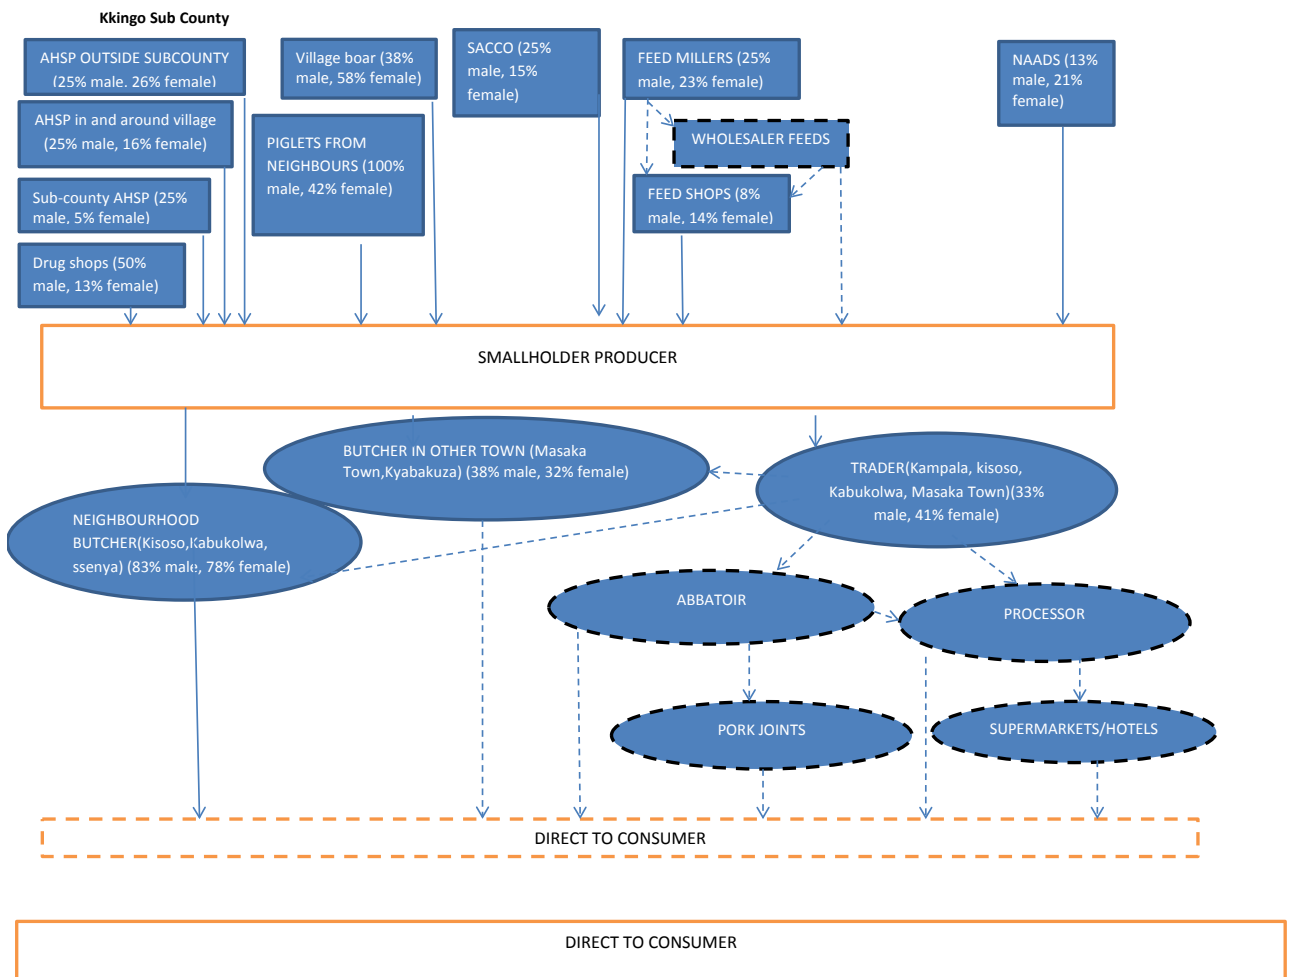 Kkingo Sub County
AHSP OUTSIDE SUBCOUNTY
(25% male, 26% female)
AHSP in and around village
(25% male, 16% female)
Sub-county AHSP (25%
male, 5% female)
Drug shops (50%
male, 13% female)
Village boar (38%
male, 58% female)
PIGLETS FROM
NEIGHBOURS (100%
male, 42% female)
SACCO (25%
male, 15%
female)
FEED MILLERS (25%
male, 23% female)
WHOLESALER FEEDS
FEED SHOPS (8%
male, 14% female)
NAADS (13%
male, 21%
female)
SMALLHOLDER PRODUCER
BUTCHER IN OTHER TOWN (Masaka
Town,Kyabakuza) (38% male, 32% female)
TRADER(Kampala, kisoso,
Kabukolwa, Masaka Town)(33%
male, 41% female)
NEIGHBOURHOOD
BUTCHER(Kisoso,Kabukolwa,
ssenya) (83% male, 78% female)
ABBATOIR
PROCESSOR
PORK JOINTS
SUPERMARKETS/HOTELS
DIRECT TO CONSUMER
DIRECT TO CONSUMER